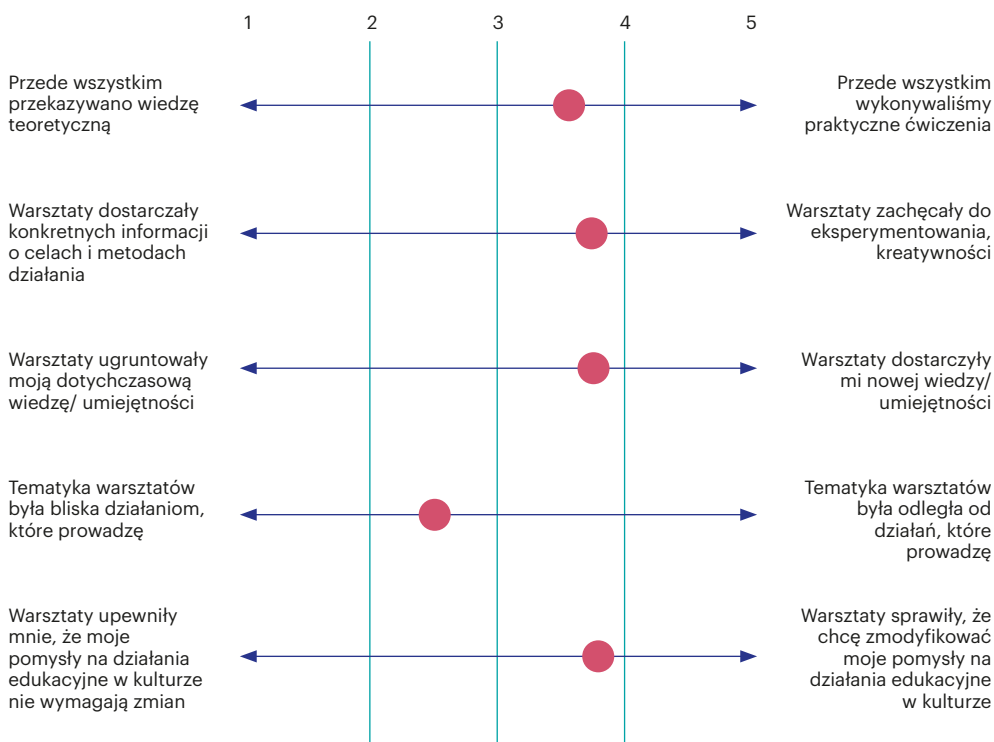 1 2 3 4 5
Przede wszystkim
przekazywano wiedzę
teoretyczną
Przede wszystkim
wykonywaliśmy
praktyczne ćwiczenia
Warsztaty dostarczały
konkretnych informacji
o celach i metodach
działania
Warsztaty zachęcały do
eksperymentowania,
kreatywności
Warsztaty ugruntowały
moją dotychczasową
wiedzę/ umiejętności
Warsztaty dostarczyły
mi nowej wiedzy/
umiejętności
Tematyka warsztatów
była bliska działaniom,
które prowadzę
Tematyka warsztatów
była odległa od
działań, które
prowadzę
Warsztaty upewniły
mnie, że moje
pomysły na działania
edukacyjne w kulturze
nie wymagają zmian
Warsztaty sprawiły, że
chcę zmodyfikować
moje pomysły na
działania edukacyjne
w kulturze